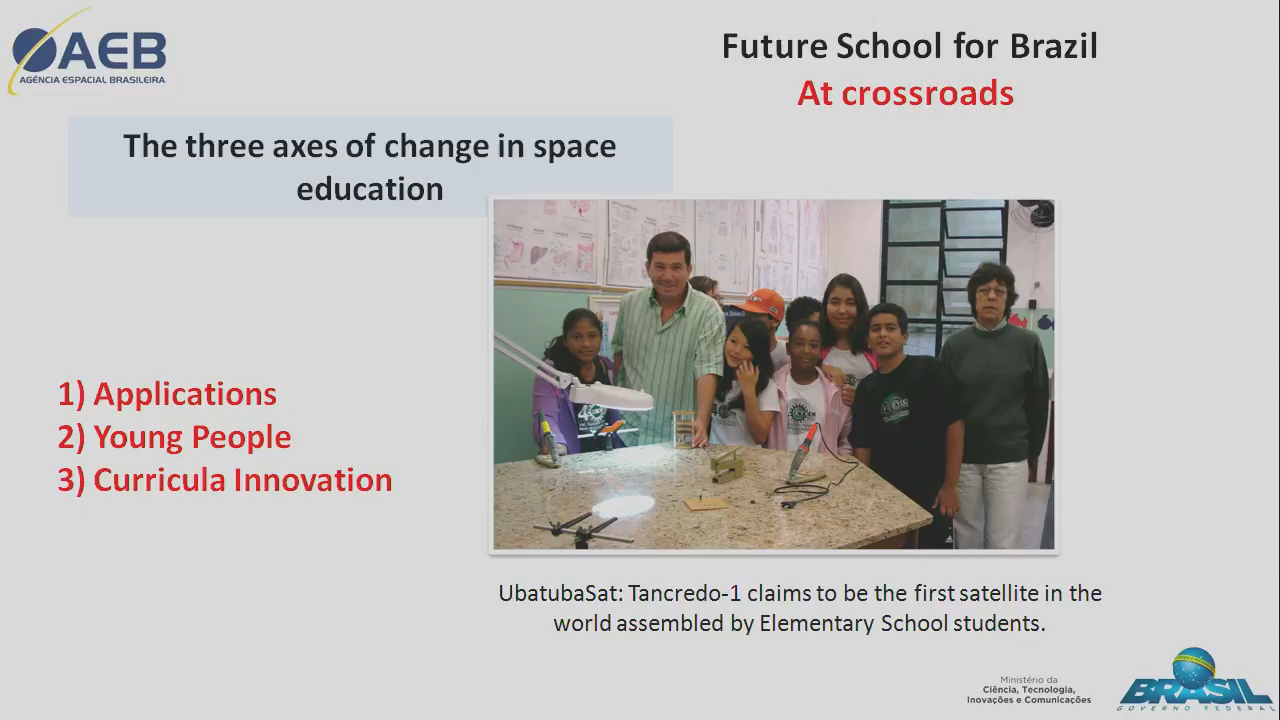 AEB
AGÊNCIA ESPACIAL BRASILEIRA
Future School for Brazil
At crossroads
The three axes of change in space
education
1) Applications
2) Young People
3) Curricula Innovation
UbatubaSat: Tancredo-1 claims to be the first satellite in the
world assembled by Elementary School students.
Ministério da
Ciência, Tecnologia,
Inovações e Comunicações
BRASIL
GOVERNO FEDERAL